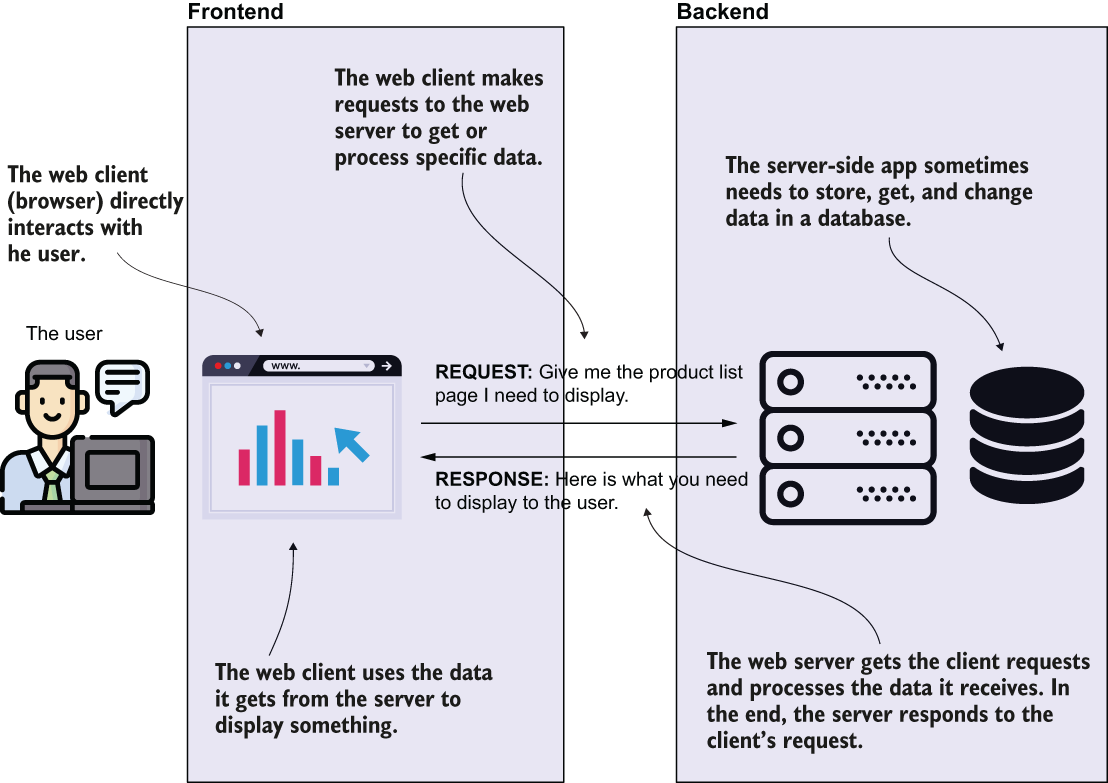 Frontend
Backend
The web client makes
requests to the web
server to get or
process specific data.
The web client
(browser) directly
interacts with
he user.
The server-side app sometimes
needs to store, get, and change
data in a database.
The user
www.
REQUEST: Give me the product list
page I need to display.
RESPONSE: Here is what you need
to display to the user.
The web client uses the data
it gets from the server to
display something.
The web server gets the client requests
and processes the data it receives. In
the end, the server responds to the
client’s request.